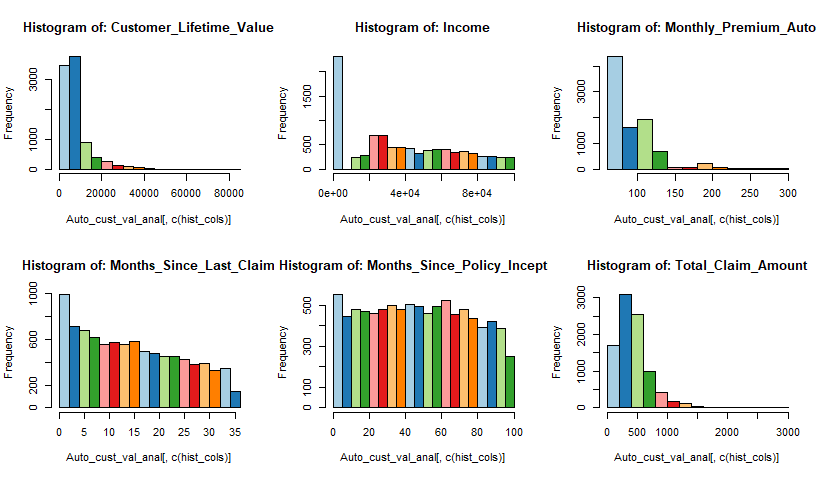 Histogram of: Customer_Lifetime_Value
Frequency
0
1000
3000
0
20000
40000
60000
80000
Auto_cust_val_anal[, c(hist_cols)]
Histogram of: Income
Frequency
0
500
1500
0e+00
4e+04
8e+04
Auto_cust_val_anal[, c(hist_cols)]
Histogram of: Monthly_Premium_Auto
Frequency
0
1000
3000
100
150
200
250
300
Auto_cust_val_anal[, c(hist_cols)]
Histogram of: Months_Since_Last_Claim
Frequency
0
200
600
1000
0
5
10
15
20
25
30
35
Auto_cust_val_anal[, c(hist_cols)]
Histogram of: Months_Since_Policy_Incept
Frequency
0
100
300
500
0
20
40
60
80
100
Auto_cust_val_anal[, c(hist_cols)]
Histogram of: Total_Claim_Amount
Frequency
0
1000
2000
3000
0
500
1000
2000
3000
Auto_cust_val_anal[, c(hist_cols)]